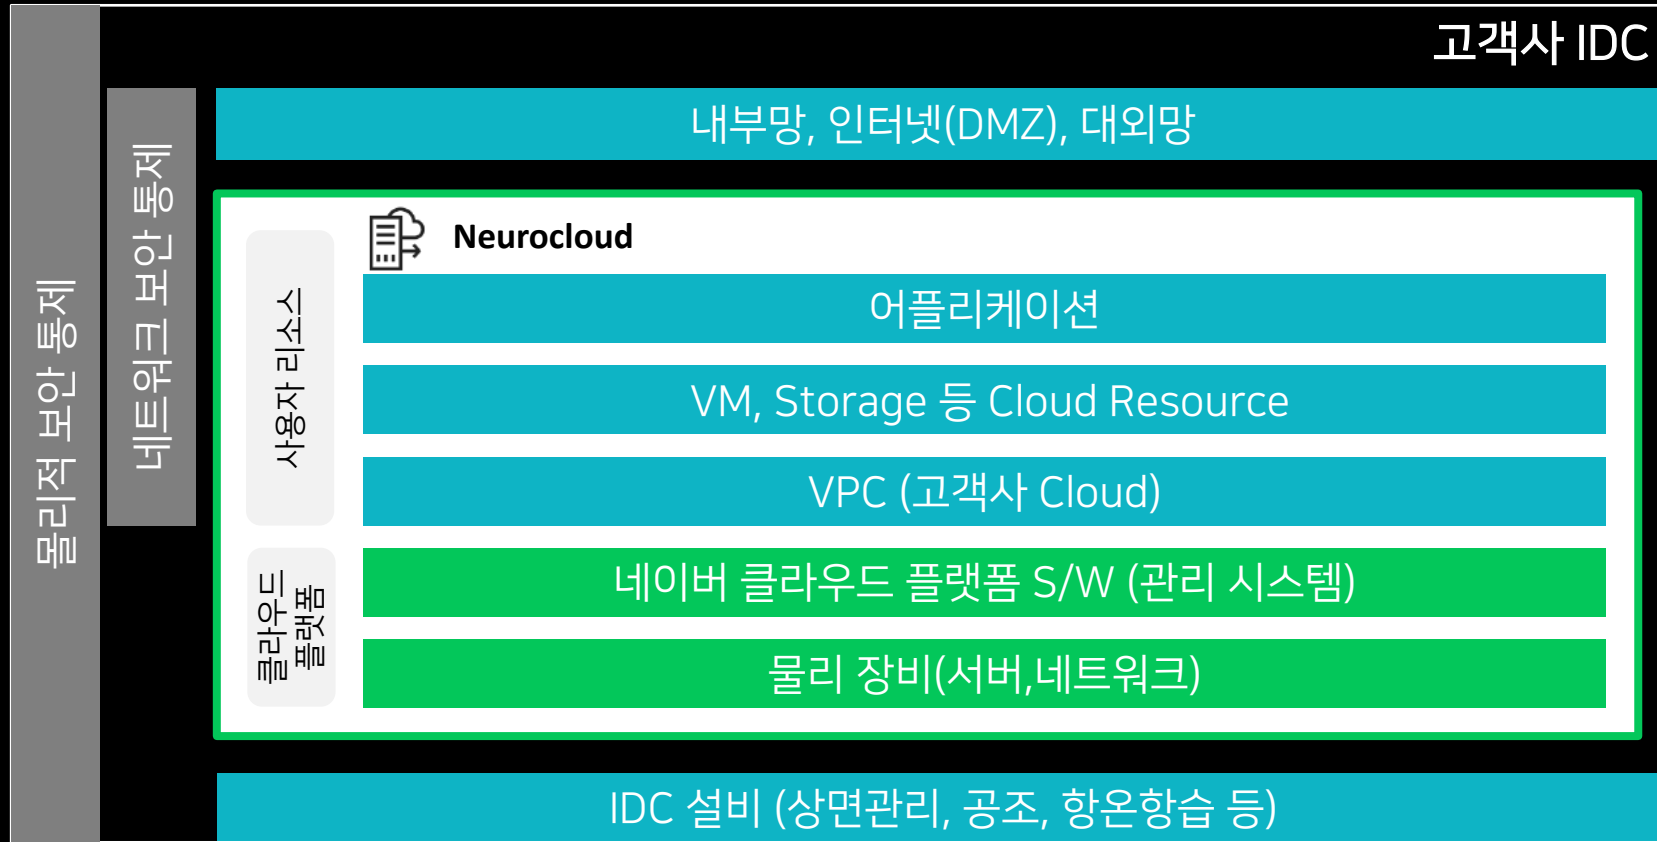 고객사 IDC
물리적 보안 통제
네트워크 보안 통제
내부망, 인터넷(DMZ), 대외망
Neurocloud
사용자 리소스
어플리케이션
VM, Storage 등 Cloud Resource
VPC (고객사 Cloud)
클라우드
플랫폼
네이버 클라우드 플랫폼 S/W (관리 시스템)
물리 장비(서버,네트워크)
IDC 설비 (상면관리, 공조, 항온항습 등)